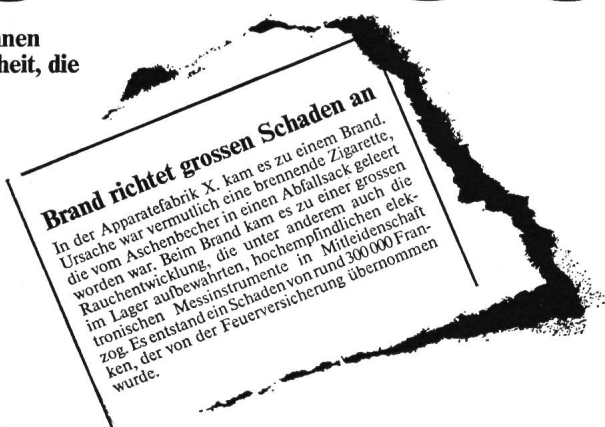 nnen
heit, die
Brand richtet grossen Schaden an
In der Apparatefabrik X. kam es zu einem Brand.
Ursache war vermutlich eine brennende Zigarette,
die vom Aschenbecher in einen Abfallsack geleert
worden war. Beim Brand kam es zu einer grossen
Rauchentwicklung, die unter anderem auch die
im Lager aufbewahrten, hochempfindlichen elek-
tronischen Messinstrumente in Mitleidenschaft
zog. Es entstand ein Schaden von rund 300 000 Fran-
ken, der von der Feuerversicherung übernommen
wurde.